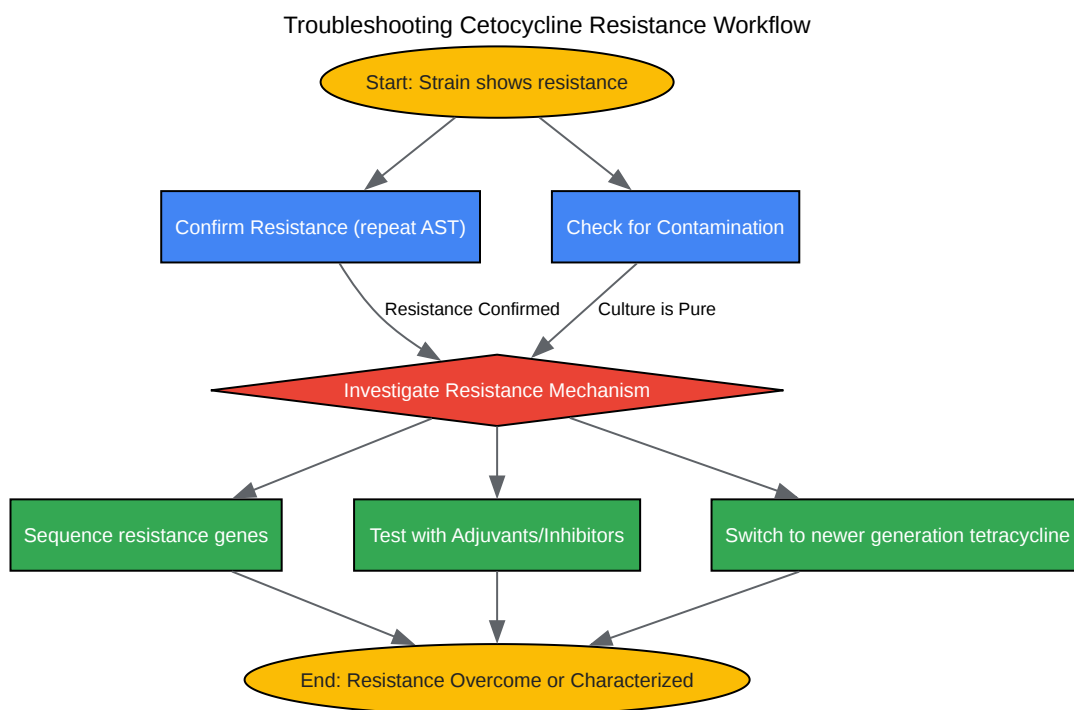 Troubleshooting Cetocycline Resistance Workflow
Start: Strain shows resistance
Confirm Resistance (repeat AST)
Check for Contamination
Resistance Confirmed
Culture is Pure
Investigate Resistance Mechanism
Sequence resistance genes
Test with Adjuvants/Inhibitors
Switch to newer generation tetracycline
End: Resistance Overcome or Characterized